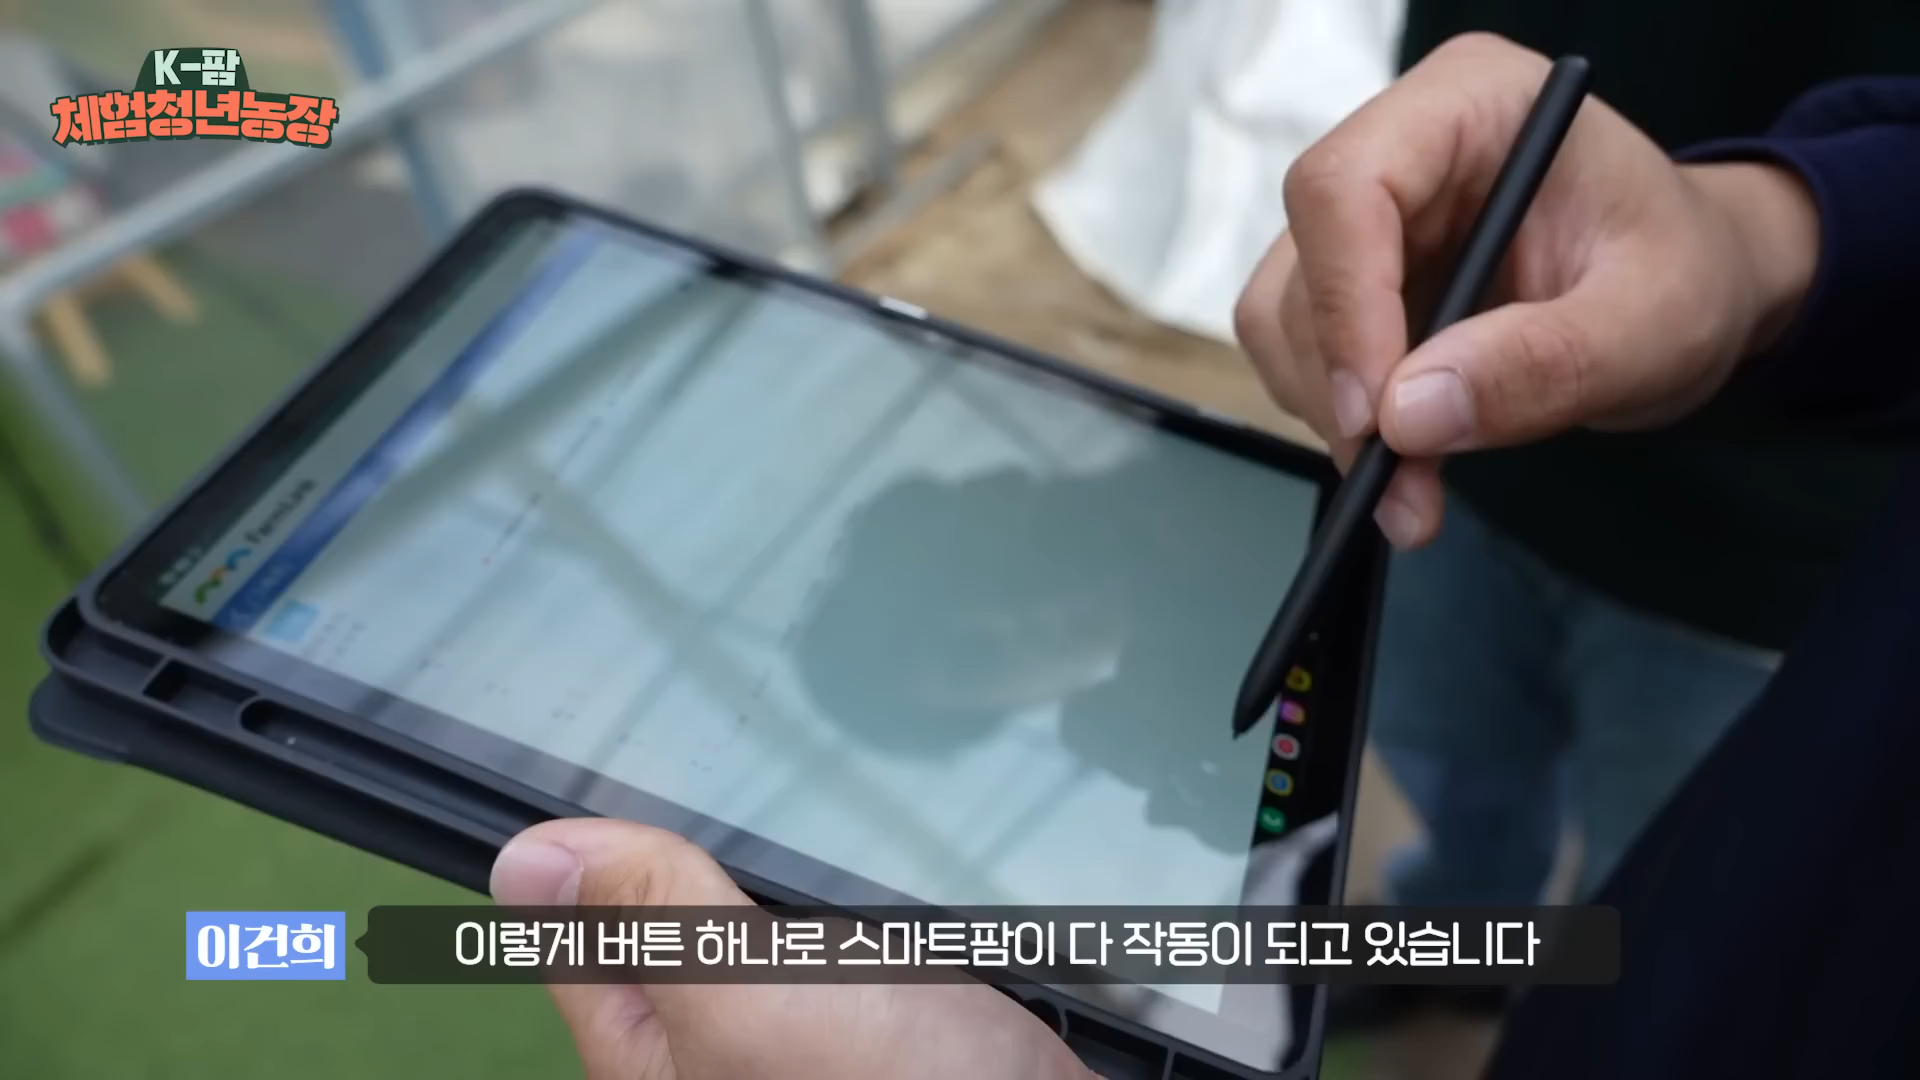 K-팜
체험청년농장
FarmLink
이건희
이렇게 버튼 하나로 스마트팜이 다 작동이 되고 있습니다